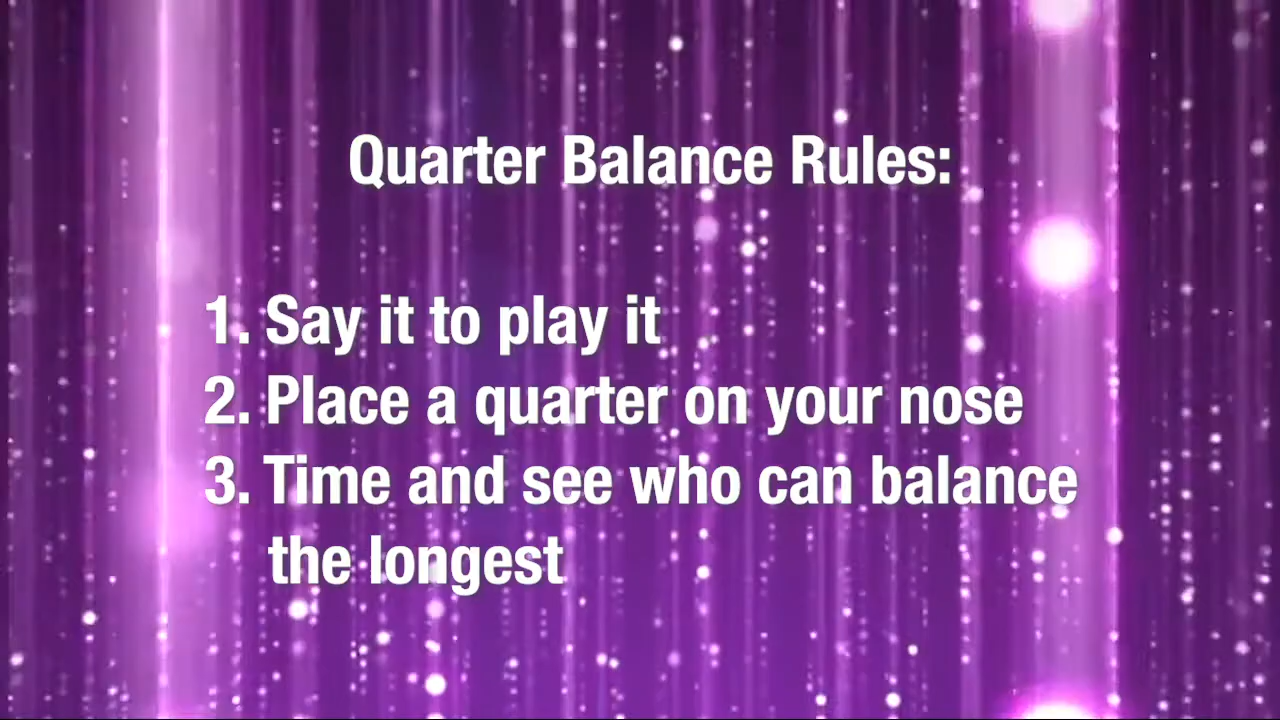 Quarter Balance Rules:
1. Say it to play it
2. Place a quarter on your nose
3. Time and see who can balance
the longest